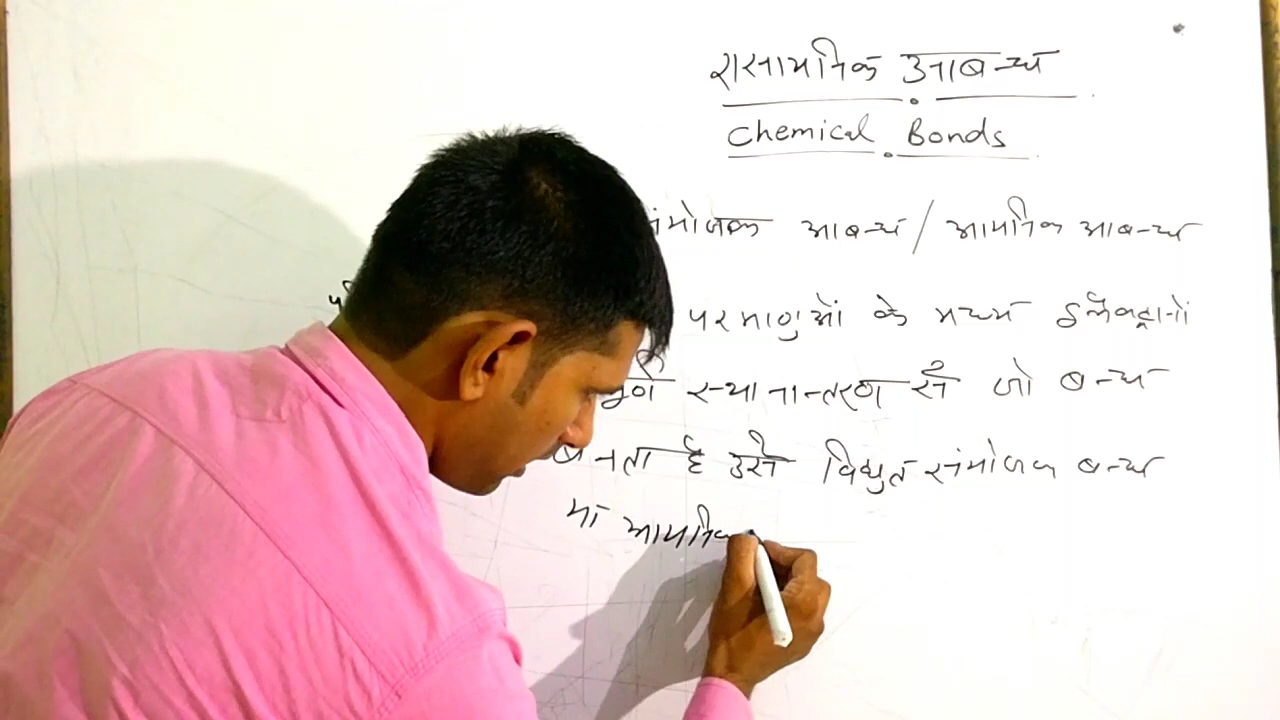 रासायनिक आबन्ध
Chemical Bonds
संयोजक आबन्ध / आयनिक आबन्ध
परमाणुओं के मध्य इलेक्ट्रानों
पूर्ण स्थानान्तरण से जो बन्ध
बनता है उसे विद्युत संयोजक बन्ध
या आयनिक